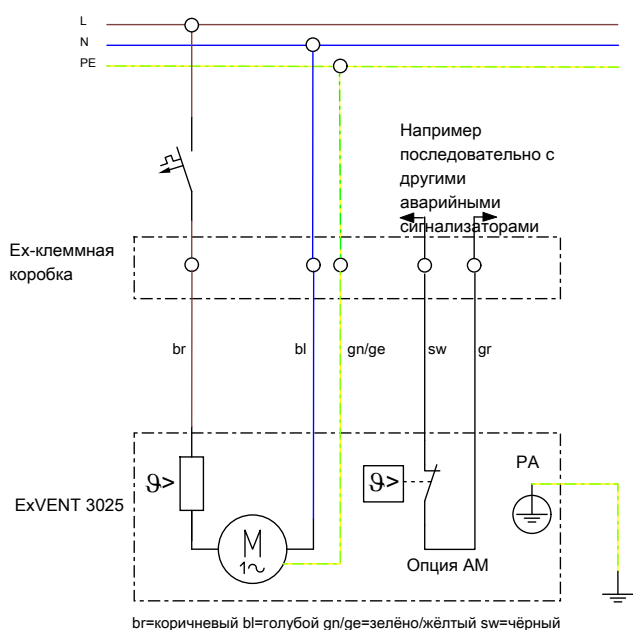 L
N
PE
Например
последовательно с
другими
аварийными
сигнализаторами
Ex-клеммная
коробка
br
bl
gn/ge
sw
gr
ϑ>
ϑ>
PA
ExVENT 3025
M
1~
Опция AM
br=коричневый bl=голубой gn/ge=зелёно/жёлтый sw=чёрный